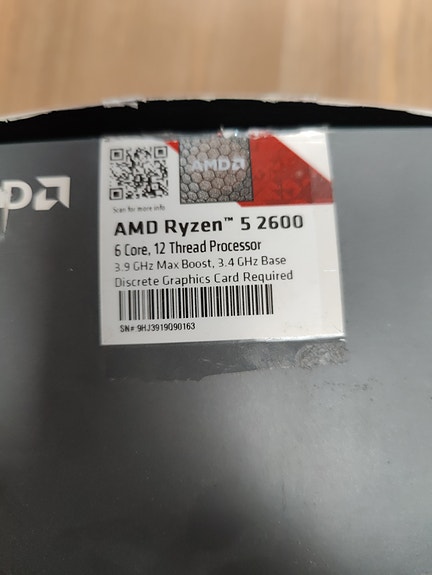 AMD
Scan for more info
AMD Ryzen™ 5 2600
6 Core, 12 Thread Processor
3.9 GHz Max Boost, 3.4 GHz Base
Discrete Graphics Card Required
SN# 9HJ3919Q90163